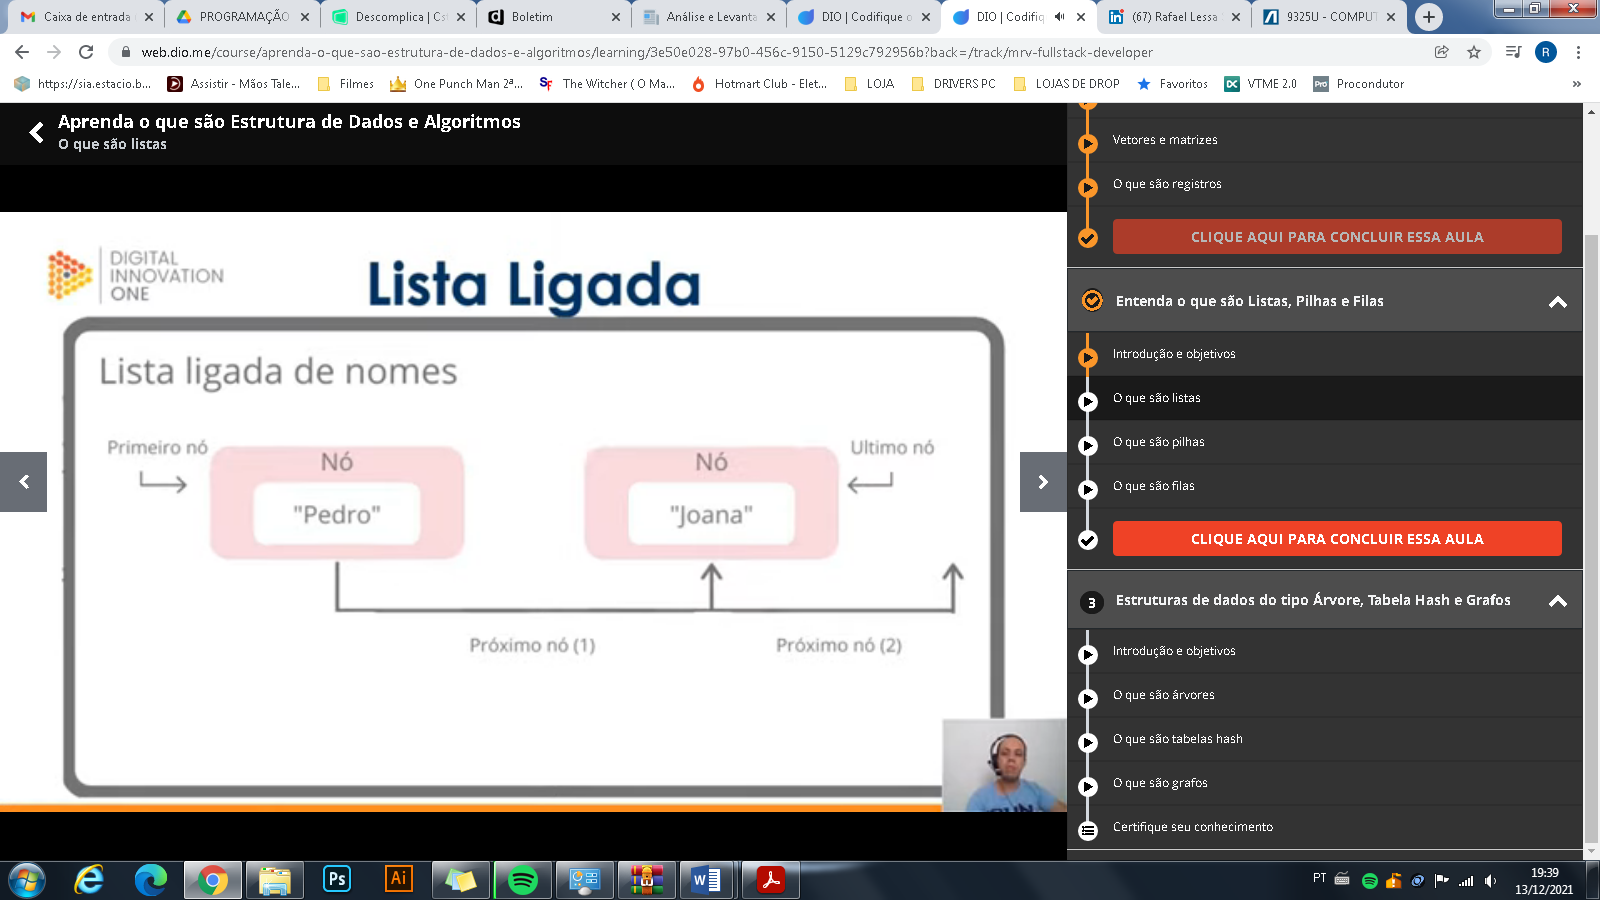 Caixa de entrada
PROGRAMAÇÃO
Descomplica | Cs
Boletim
Análise e Levanta
DIO | Codifique o
DIO | Codifiq
(67) Rafael Lessa
9325U - COMPUT
web.dio.me/course/aprenda-o-que-sao-estrutura-de-dados-e-algoritmos/learning/3e50e028-97b0-456c-9150-5129c792956b?back=/track/mrv-fullstack-developer
R
https://sia.estacio.b...
Assistir - Mãos Tale...
Filmes
One Punch Man 2ª...
SF
The Witcher ( O Ma...
Hotmart Club - Elet...
LOJA
DRIVERS PC
LOJAS DE DROP
Favoritos
VTME 2.0
Pro
Procondutor
»
Aprenda o que são Estrutura de Dados e Algoritmos
O que são listas
DIGITAL
INNOVATION
ONE
Lista Ligada
Lista ligada de nomes
Primeiro nó
Nó
"Pedro"
Nó
"Joana"
Ultimo nó
Próximo nó (1)
Próximo nó (2)
Vetores e matrizes
O que são registros
CLIQUE AQUI PARA CONCLUIR ESSA AULA
Entenda o que são Listas, Pilhas e Filas
Introdução e objetivos
O que são listas
O que são pilhas
O que são filas
CLIQUE AQUI PARA CONCLUIR ESSA AULA
3
Estruturas de dados do tipo Árvore, Tabela Hash e Grafos
Introdução e objetivos
O que são árvores
O que são tabelas hash
O que são grafos
Certifique seu conhecimento
Ps
Ai
PT
19:39
13/12/2021